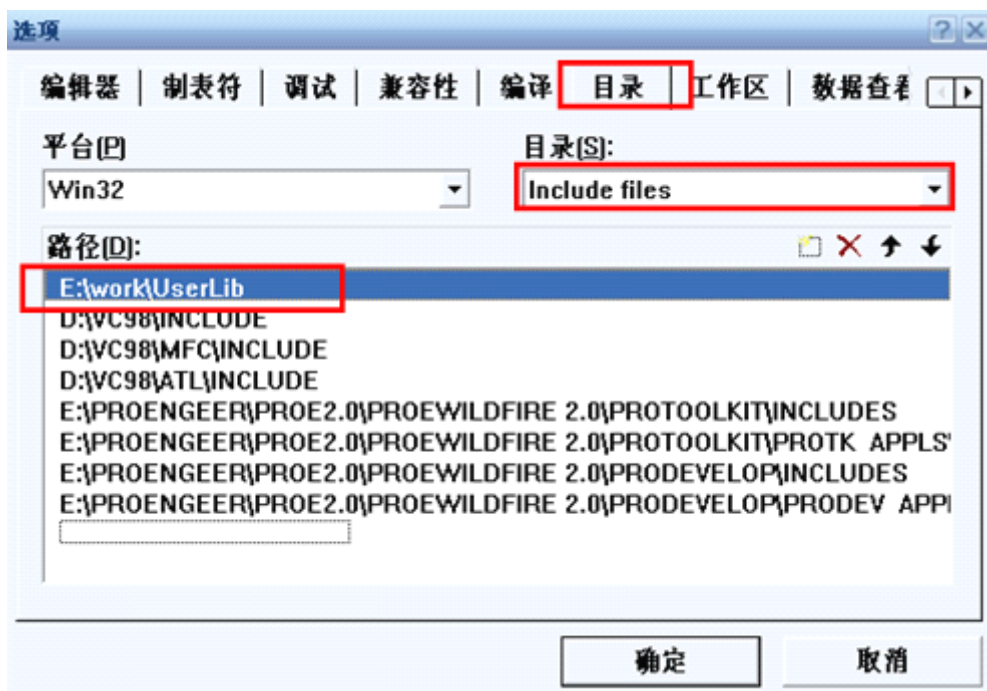 选项
编辑器 制表符 调试 兼容性 编译 目录 工作区 数据查看
平台(P) 目录(S):
Win32 Include files
路径(D):
E:\work\UserLib
D:\VC98\INCLUDE
D:\VC98\MFC\INCLUDE
D:\VC98\ATL\INCLUDE
E:\PROENGEER\PROE2.0\PROEWILDFIRE 2.0\PROTOOLKIT\INCLUDES
E:\PROENGEER\PROE2.0\PROEWILDFIRE 2.0\PROTOOLKIT\PROTK_APPLS\
E:\PROENGEER\PROE2.0\PROEWILDFIRE 2.0\PRODEVELOP\INCLUDES
E:\PROENGEER\PROE2.0\PROEWILDFIRE 2.0\PRODEVELOP\PRODEV_APPL
确定 取消